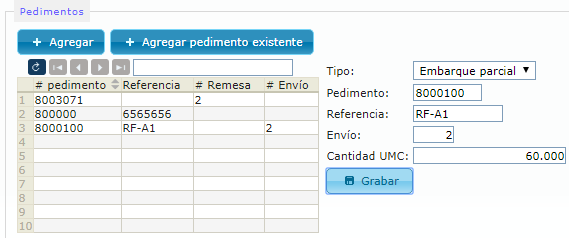 Pedimentos
Agregar Agregar pedimento existente
# pedimento Referencia # Remesa # Envío
1 8003071 2
2 800000 6565656
3 8000100 RF-A1 2
4
5
6
7
8
9
10
Tipo: Embarque parcial
Pedimento: 8000100
Referencia: RF-A1
Envío: 2
Cantidad UMC: 60.000
Grabar